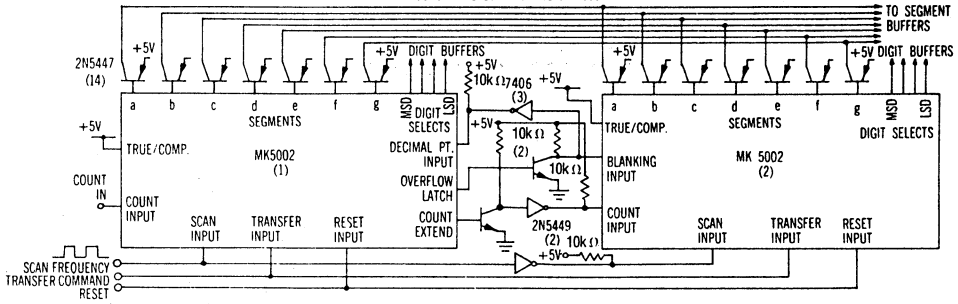 TO SEGMENT
BUFFERS
+5V
DIGIT BUFFERS
+5V
+5V
DIGIT BUFFERS
2N5447
(14)
10kΩ
7406
(3)
+5V
a b c d e f g
MSD
DIGIT
SELECTS
LSD
SEGMENTS
a b c d e f g
MSD
LSD
SEGMENTS
DIGIT SELECTS
+5V
TRUE/COMP.
MK5002
(1)
DECIMAL PT.
INPUT
+5V
10kΩ
(2)
10kΩ
TRUE/COMP.
MK 5002
(2)
BLANKING
INPUT
OVERFLOW
LATCH
COUNT
IN
COUNT
INPUT
COUNT
EXTEND
COUNT
INPUT
SCAN
INPUT
TRANSFER
INPUT
RESET
INPUT
2N5449
(2)
10kΩ
+5V
SCAN
INPUT
TRANSFER
INPUT
RESET
INPUT
SCAN FREQUENCY
TRANSFER COMMAND
RESET